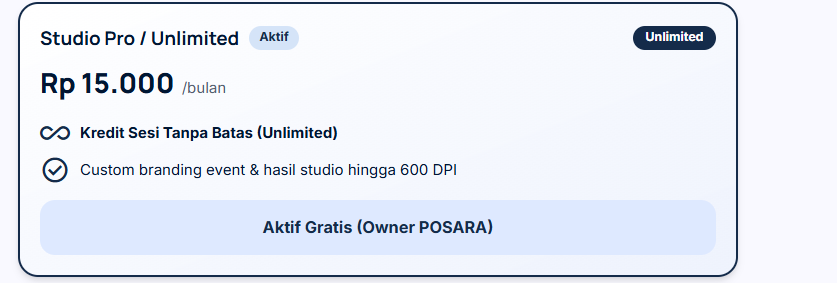 Studio Pro / Unlimited Aktif Unlimited
Rp 15.000 /bulan
Kredit Sesi Tanpa Batas (Unlimited)
Custom branding event & hasil studio hingga 600 DPI
Aktif Gratis (Owner POSARA)